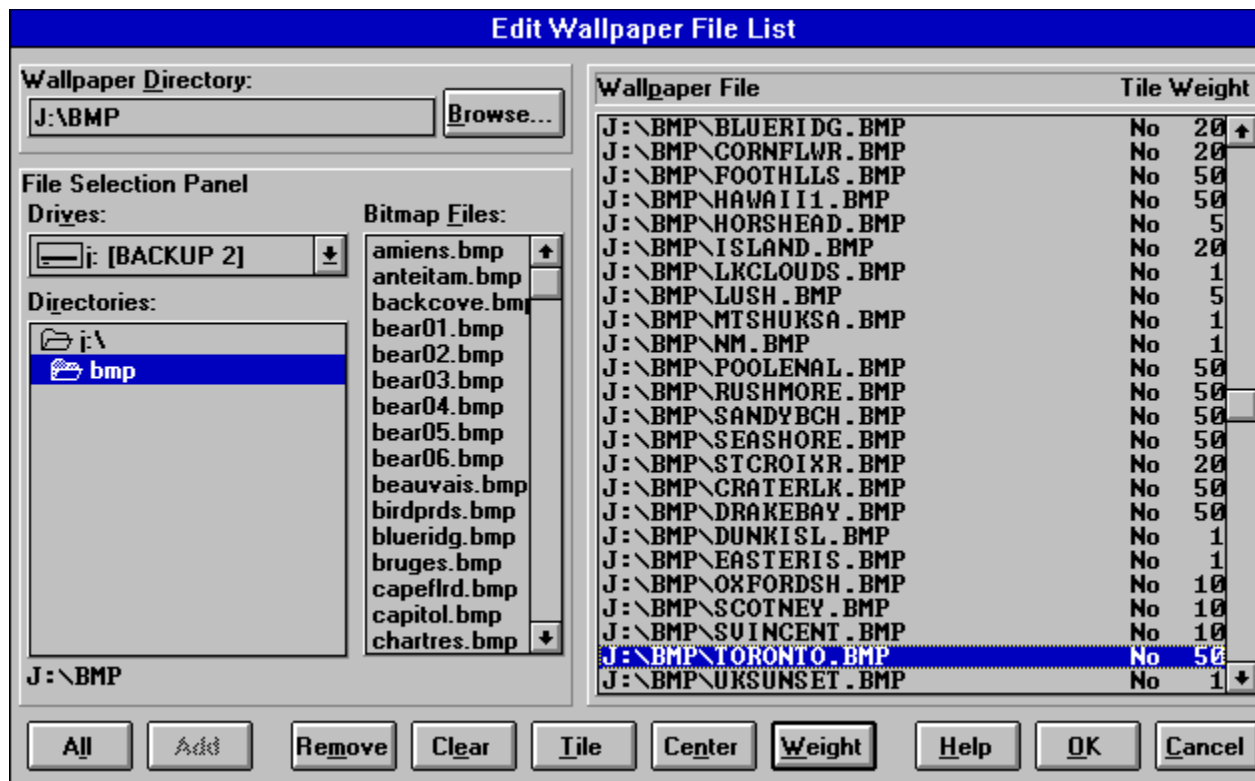 Edit Wallpaper File List
Wallpaper Directory:
J:\BMP
Browse...
File Selection Panel
Drives:
j: [BACKUP 2]
Directories:
j:\
bmp
J:\BMP
Bitmap Files:
amiens.bmp
anteitam.bmp
backcove.bmp
bear01.bmp
bear02.bmp
bear03.bmp
bear04.bmp
bear05.bmp
bear06.bmp
beauvais.bmp
birdprds.bmp
blueridg.bmp
bruges.bmp
capeflrd.bmp
capitol.bmp
chartres.bmp
Wallpaper File Tile Weight
J:\BMP\BLUERIDG.BMP No 20
J:\BMP\CORNFLWR.BMP No 20
J:\BMP\FOOTHLLS.BMP No 50
J:\BMP\HAWAII1.BMP No 50
J:\BMP\HORSHEAD.BMP No 5
J:\BMP\ISLAND.BMP No 20
J:\BMP\LKCLOUDS.BMP No 1
J:\BMP\LUSH.BMP No 5
J:\BMP\MTSHUKSA.BMP No 1
J:\BMP\NM.BMP No 1
J:\BMP\POOLENAL.BMP No 50
J:\BMP\RUSHMORE.BMP No 50
J:\BMP\SANDYBCH.BMP No 50
J:\BMP\SEASHORE.BMP No 50
J:\BMP\STCROIXR.BMP No 20
J:\BMP\CRATERLK.BMP No 50
J:\BMP\DRAKEBAY.BMP No 50
J:\BMP\DUNKISL.BMP No 1
J:\BMP\EASTERIS.BMP No 1
J:\BMP\OXFORDSH.BMP No 10
J:\BMP\SCOTNEY.BMP No 10
J:\BMP\SVINCENT.BMP No 10
J:\BMP\TORONTO.BMP No 50
J:\BMP\UKSUNSET.BMP No 1
All Add Remove Clear Tile Center Weight Help OK Cancel